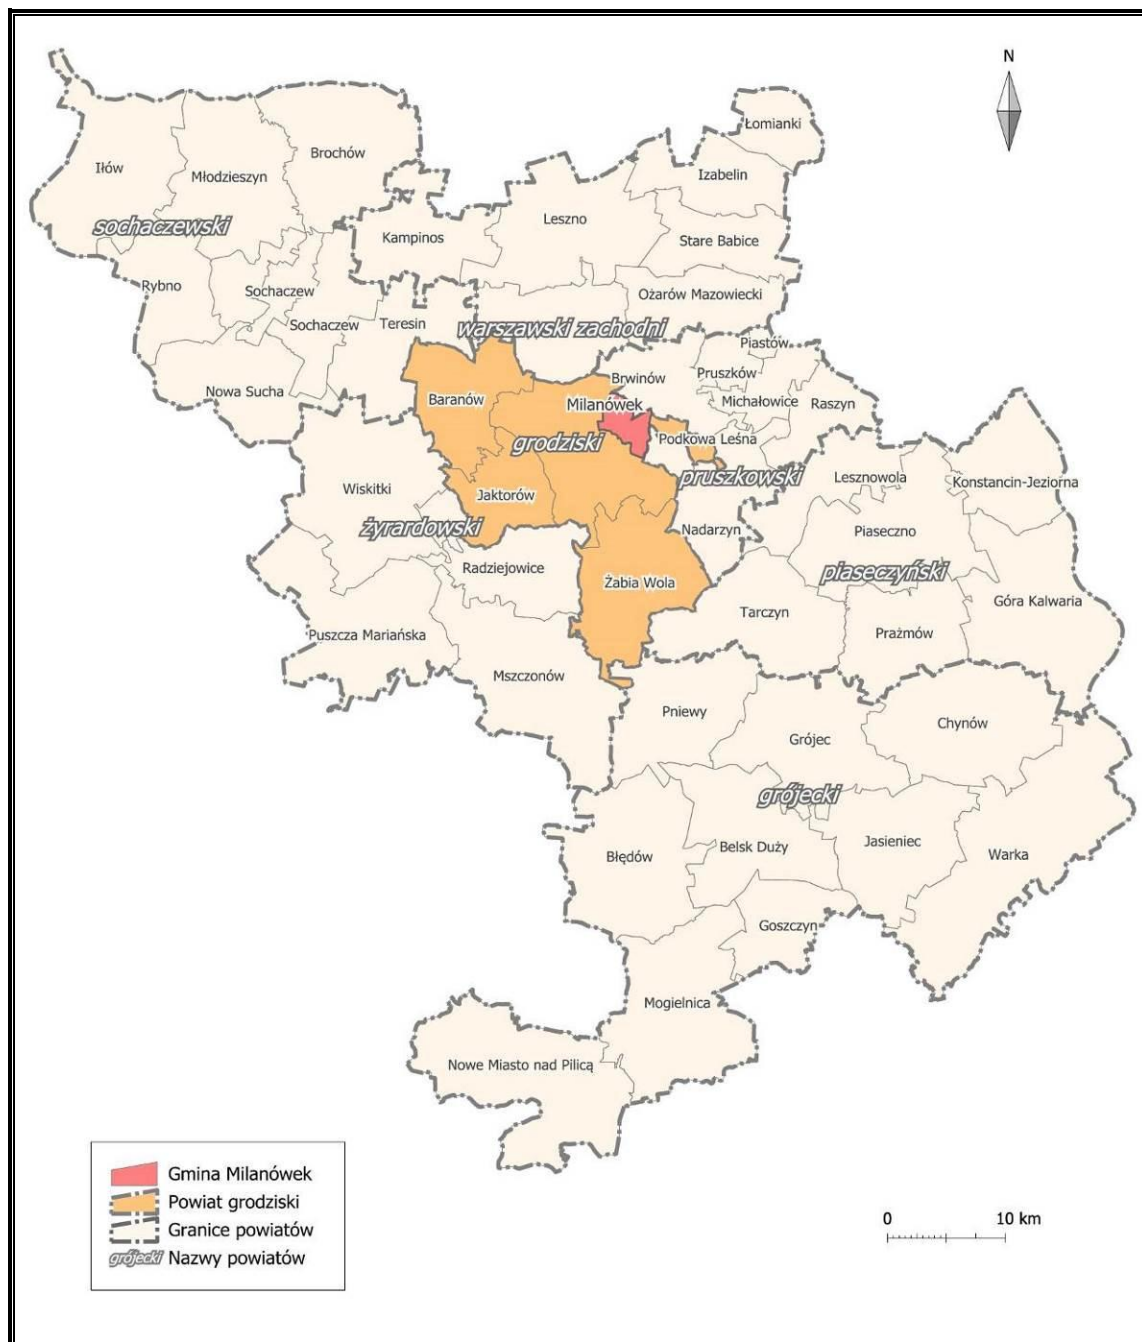 N
Łomianki
Iłów
Młodzieszyn
Brochów
Izabelin
sochaczewski
Kampinos
Leszno
Stare Babice
Rybno
Sochaczew
Ożarów Mazowiecki
Sochaczew
Teresin
warszawski zachodni
Piastów
Nowa Sucha
Baranów
Brwinów
Pruszków
Milanówek
Michałowice
Raszyn
grodziski
Podkowa Leśna
Wiskitki
Jaktorów
pruszkowski
Lesznowola
Konstancin-Jeziorna
żyrardowski
Nadarzyn
Piaseczno
Radziejowice
Żabia Wola
piaseczyński
Góra Kalwaria
Tarczyn
Puszcza Mariańska
Prażmów
Mszczonów
Pniewy
Grójec
Chynów
grójecki
Błędów
Belsk Duży
Jasieniec
Warka
Goszczyn
Mogielnica
Nowe Miasto nad Pilicą
Gmina Milanówek
Powiat grodziski
Granice powiatów
grójecki Nazwy powiatów
0 10 km